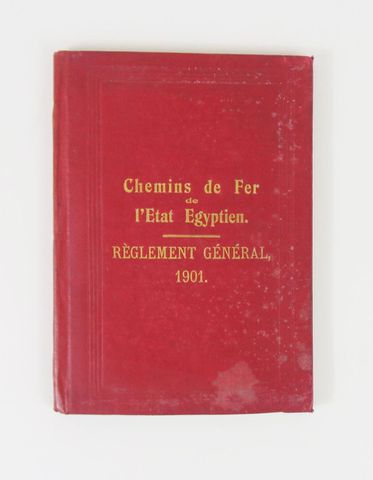 Chemins de Fer
de
l'Etat Egyptien.
RÈGLEMENT GÉNÉRAL,
1901.